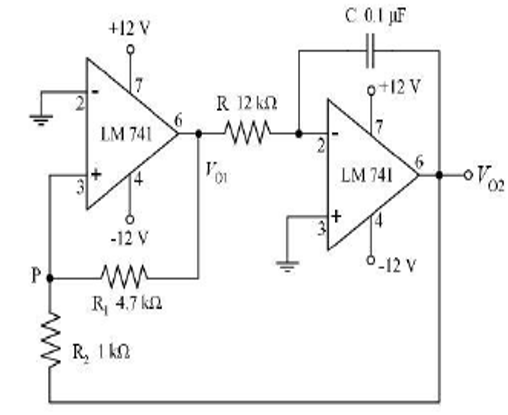 C 0.1 μF
+12 V
+12 V
7
2
-
6
R 12 kΩ
LM 741
7
2
-
V01
6
LM 741
V02
+
3
4
-12 V
+
3
4
-12 V
P
R1 4.7 kΩ
R2 1 kΩ